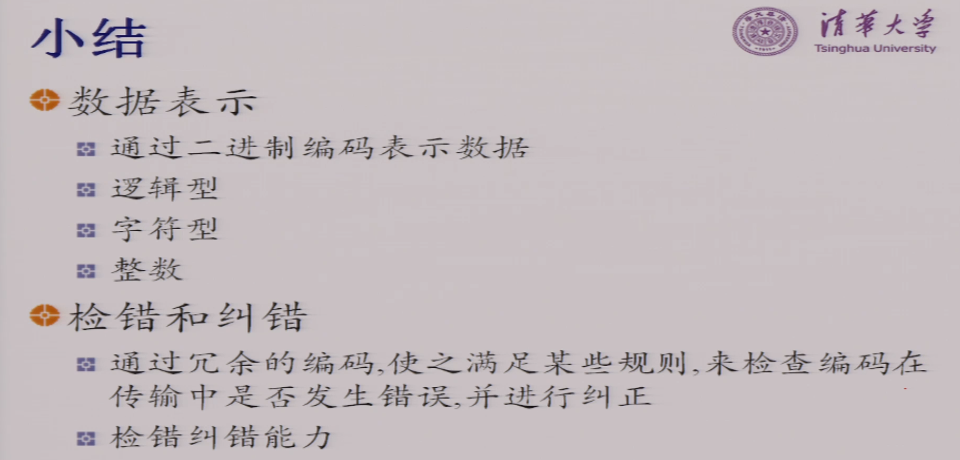 小结
清华大学
Tsinghua University
数据表示
通过二进制编码表示数据
逻辑型
字符型
整数
检错和纠错
通过冗余的编码,使之满足某些规则,来检查编码在
传输中是否发生错误,并进行纠正
检错纠错能力